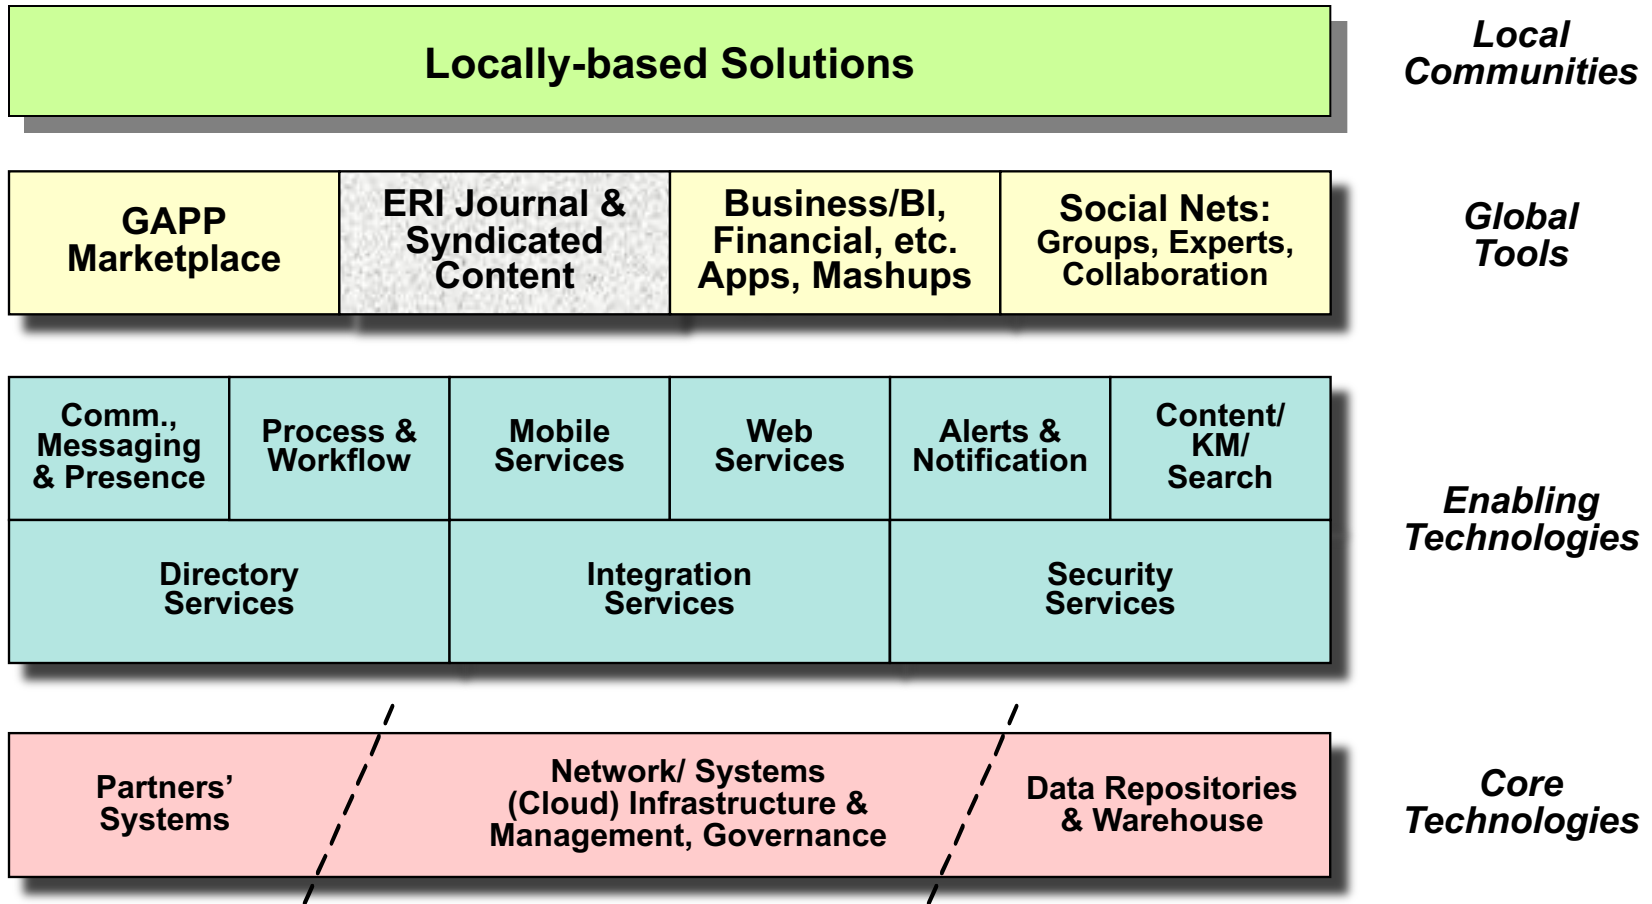 Locally-based Solutions
Local
Communities
GAPP
Marketplace
ERI Journal &
Syndicated
Content
Business/BI,
Financial, etc.
Apps, Mashups
Social Nets:
Groups, Experts,
Collaboration
Global
Tools
Comm.,
Messaging
& Presence
Process &
Workflow
Mobile
Services
Web
Services
Alerts &
Notification
Content/
KM/
Search
Directory
Services
Integration
Services
Security
Services
Enabling
Technologies
Partners’
Systems
Network/ Systems
(Cloud) Infrastructure &
Management, Governance
Data Repositories
& Warehouse
Core
Technologies